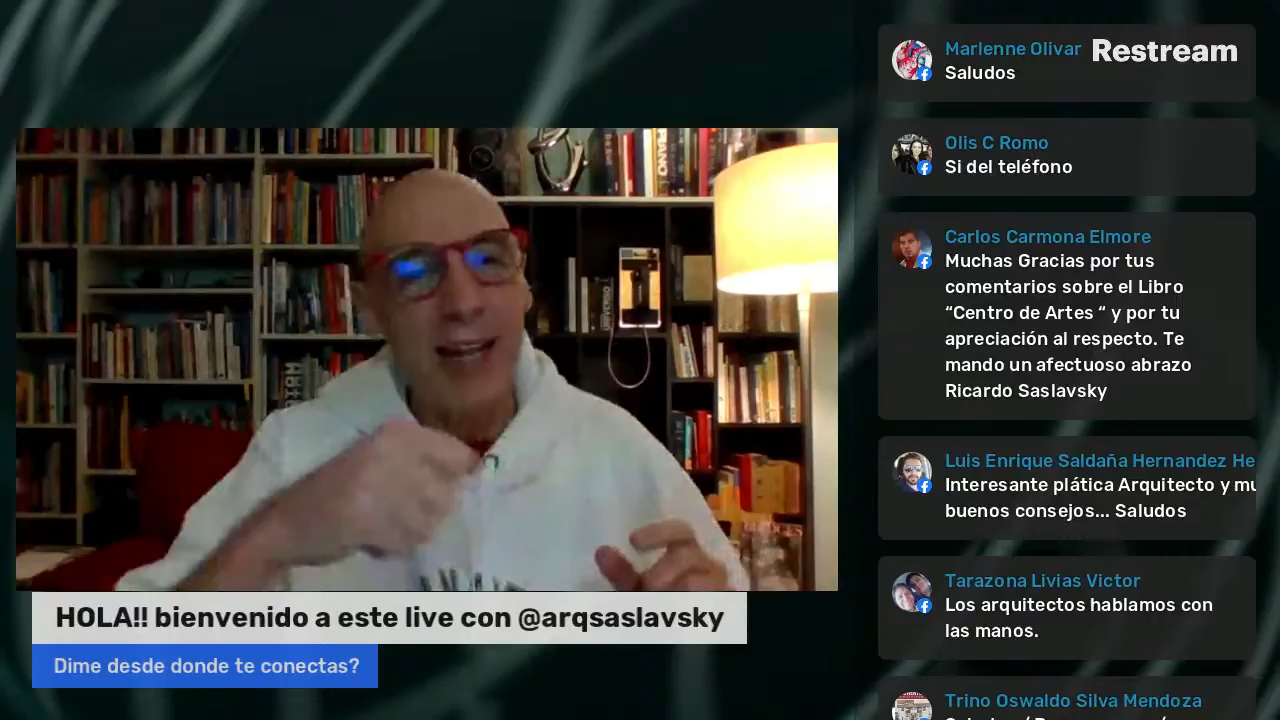 Marlenne Olivar
Restream
Saludos
Olis C Romo
Si del teléfono
Carlos Carmona Elmore
Muchas Gracias por tus
comentarios sobre el Libro
“Centro de Artes “ y por tu
apreciación al respecto. Te
mando un afectuoso abrazo
Ricardo Saslavsky
Luis Enrique Saldaña Hernandez He
Interesante plática Arquitecto y mu
buenos consejos... Saludos
Tarazona Livias Victor
Los arquitectos hablamos con
las manos.
Trino Oswaldo Silva Mendoza
PIANO
UNIVERSO
HOLA!! bienvenido a este live con @arqsaslavsky
Dime desde donde te conectas?